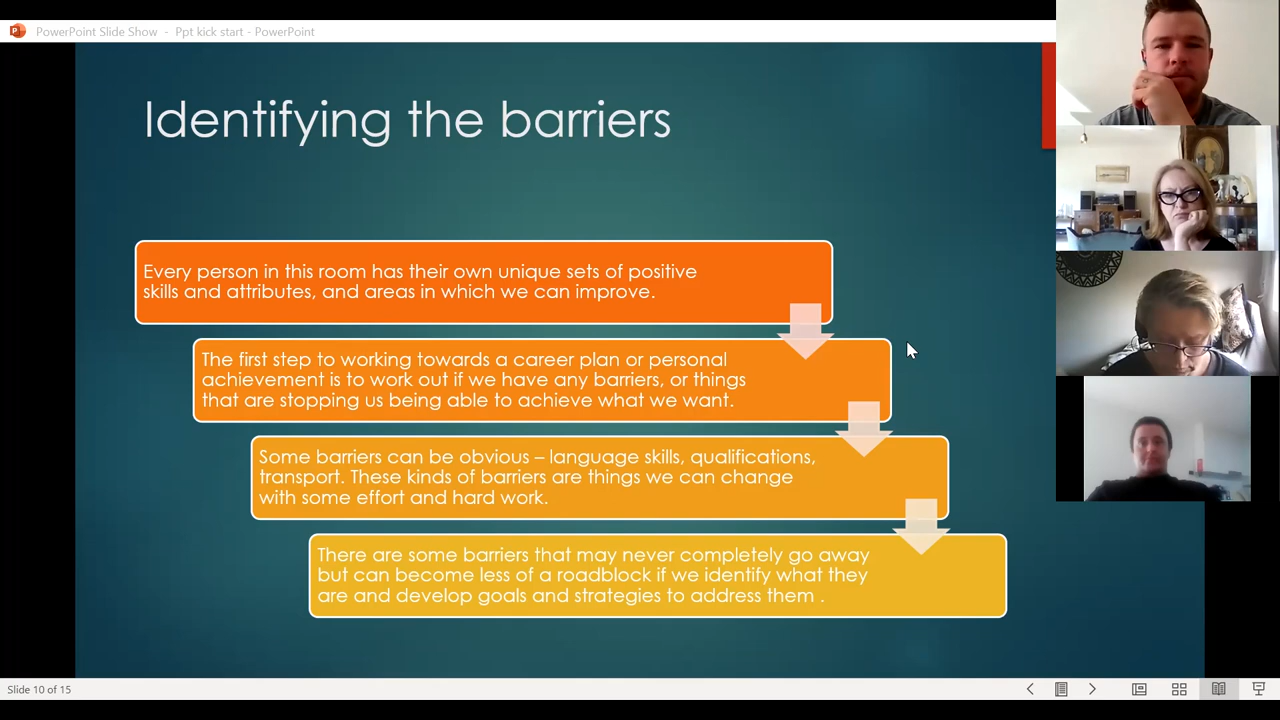 PowerPoint Slide Show - Ppt kick start - PowerPoint
Identifying the barriers
Every person in this room has their own unique sets of positive
skills and attributes, and areas in which we can improve.
The first step to working towards a career plan or personal
achievement is to work out if we have any barriers, or things
that are stopping us being able to achieve what we want.
Some barriers can be obvious – language skills, qualifications,
transport. These kinds of barriers are things we can change
with some effort and hard work.
There are some barriers that may never completely go away
but can become less of a roadblock if we identify what they
are and develop goals and strategies to address them .
Slide 10 of 15